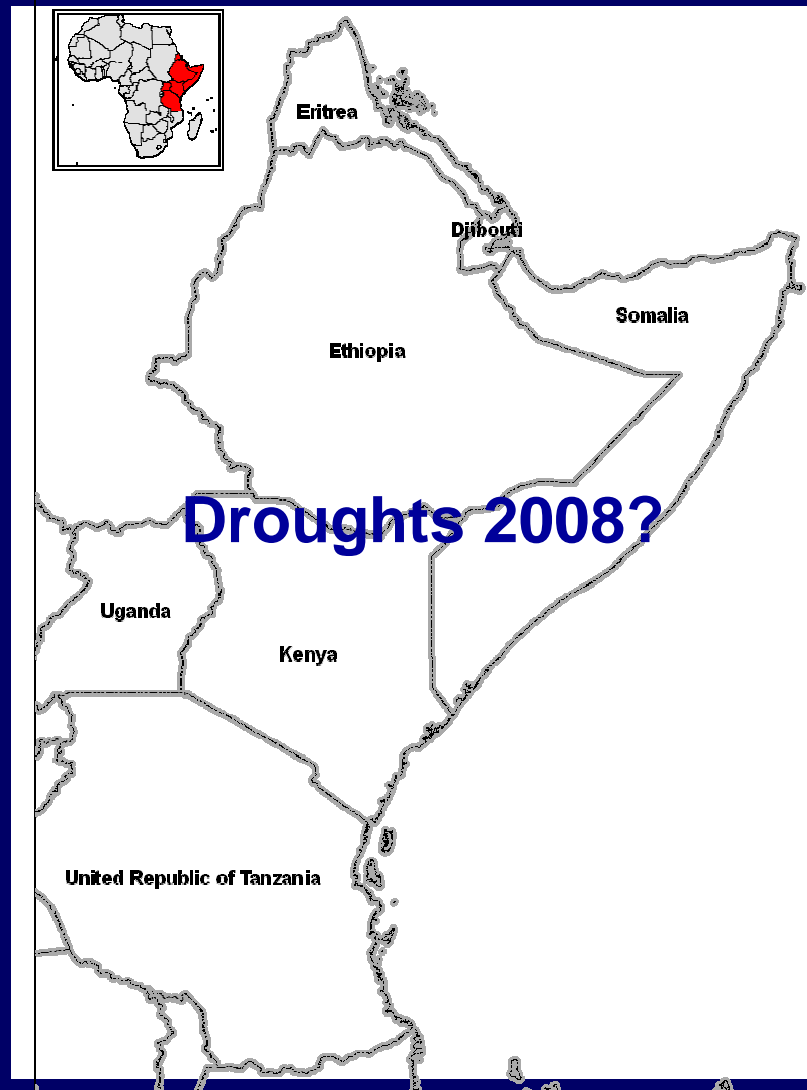 Eritrea
Djibouti
Somalia
Ethiopia
Droughts 2008?
Uganda
Kenya
United Republic of Tanzania